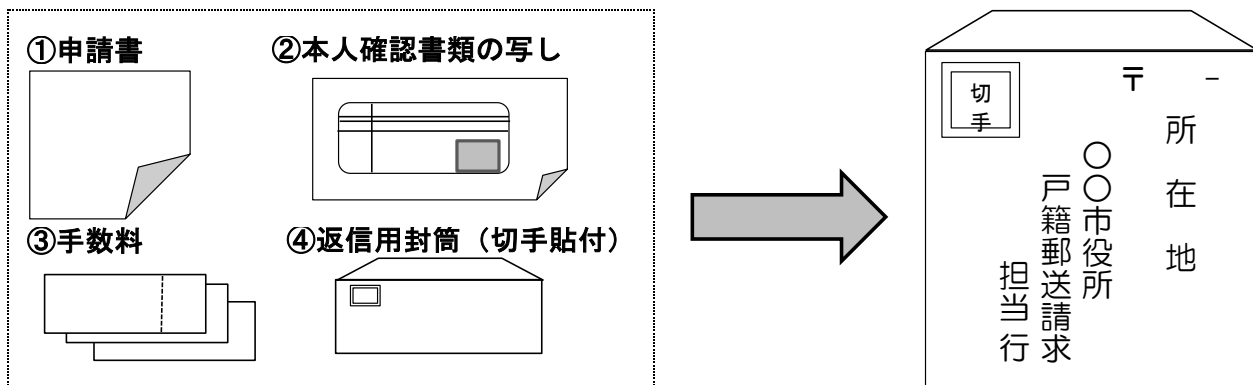 ①申請書
②本人確認書類の写し
③手数料
④返信用封筒（切手貼付）
切手
〒　－
所在地
〇〇市役所
戸籍郵送請求
担当行